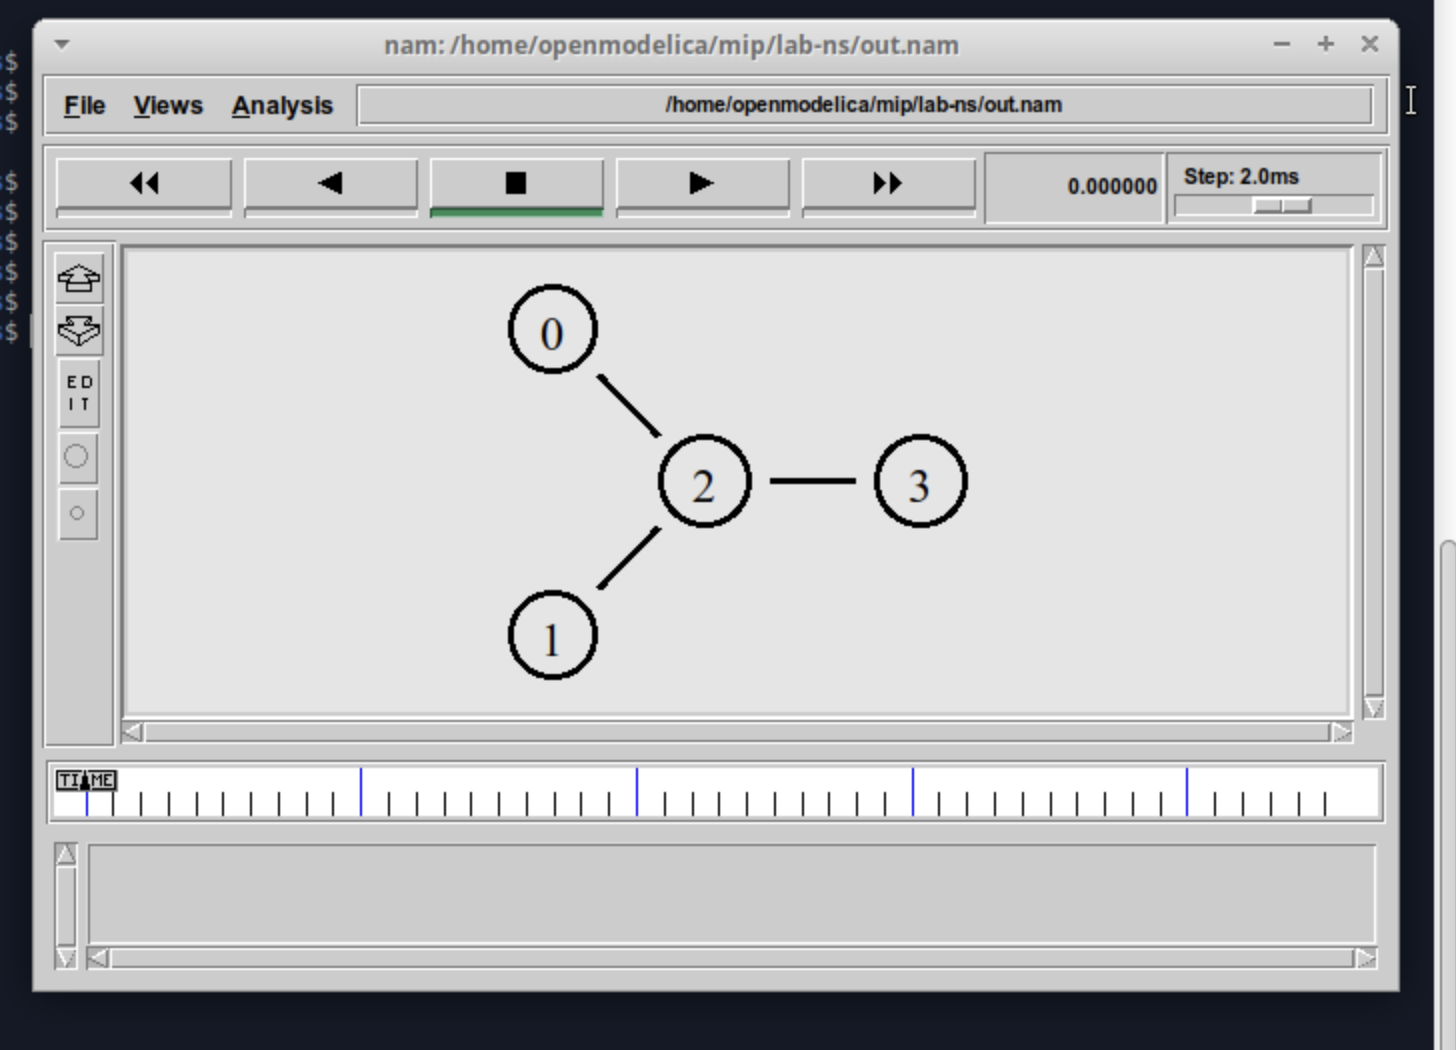 nam: /home/openmodelica/mip/lab-ns/out.nam
File Views Analysis /home/openmodelica/mip/lab-ns/out.nam
0.000000 Step: 2.0ms
$
$
$
$
$
$
$
$
$
ED
IT
0
2 3
1
TIME